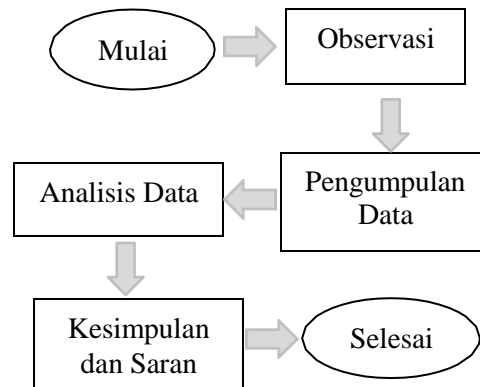 Mulai
Observasi
Pengumpulan
Data
Analisis Data
Kesimpulan
dan Saran
Selesai